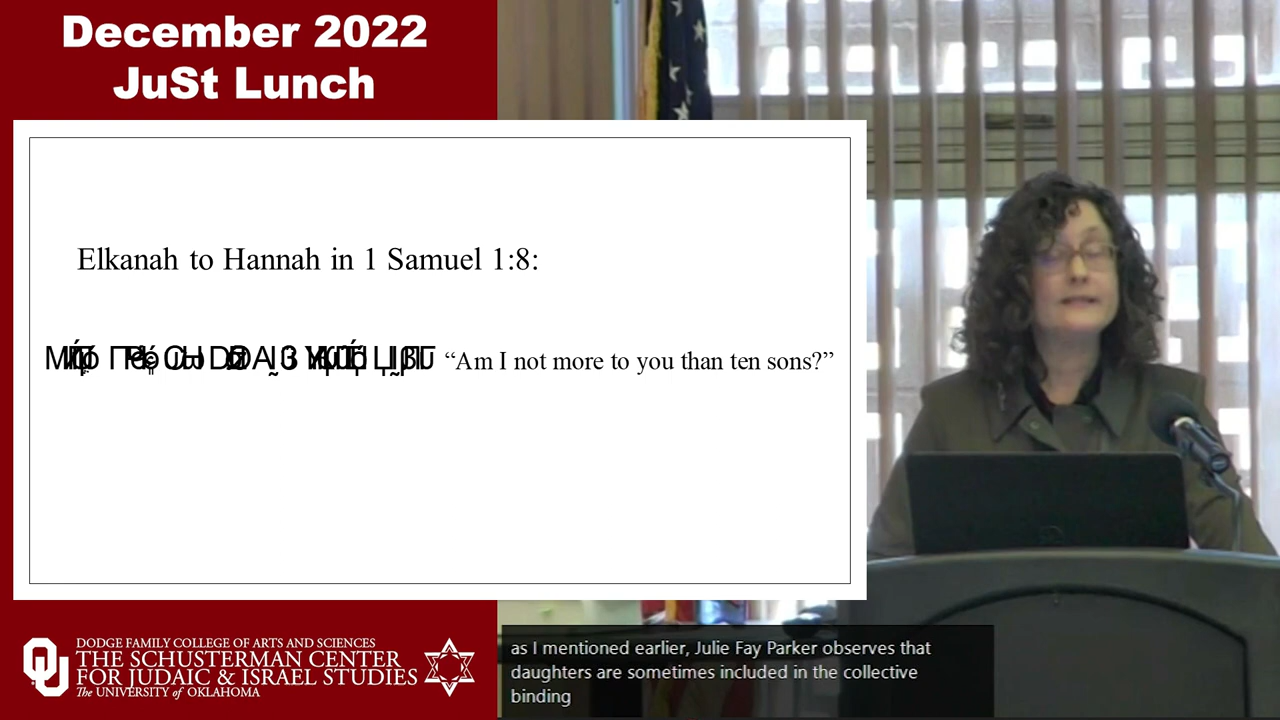 December 2022
JuSt Lunch
Elkanah to Hannah in 1 Samuel 1:8:
“Am I not more to you than ten sons?”
OU
DODGE FAMILY COLLEGE OF ARTS AND SCIENCES
THE SCHUSTERMAN CENTER
FOR JUDAIC & ISRAEL STUDIES
The UNIVERSITY of OKLAHOMA
as I mentioned earlier, Julie Fay Parker observes that
daughters are sometimes included in the collective
binding